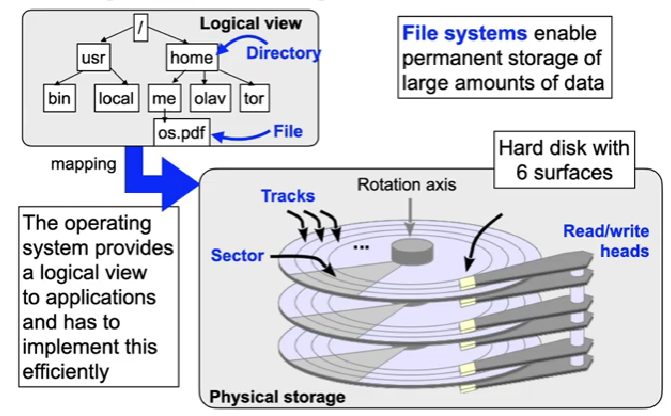 Logical view
/
Directory
usr
home
bin
local
me
olav
tor
os.pdf
File
mapping
File systems enable
permanent storage of
large amounts of data
Hard disk with
6 surfaces
The operating
system provides
a logical view
to applications
and has to
implement this
efficiently
Tracks
Rotation axis
Read/write
heads
Sector
...
Physical storage